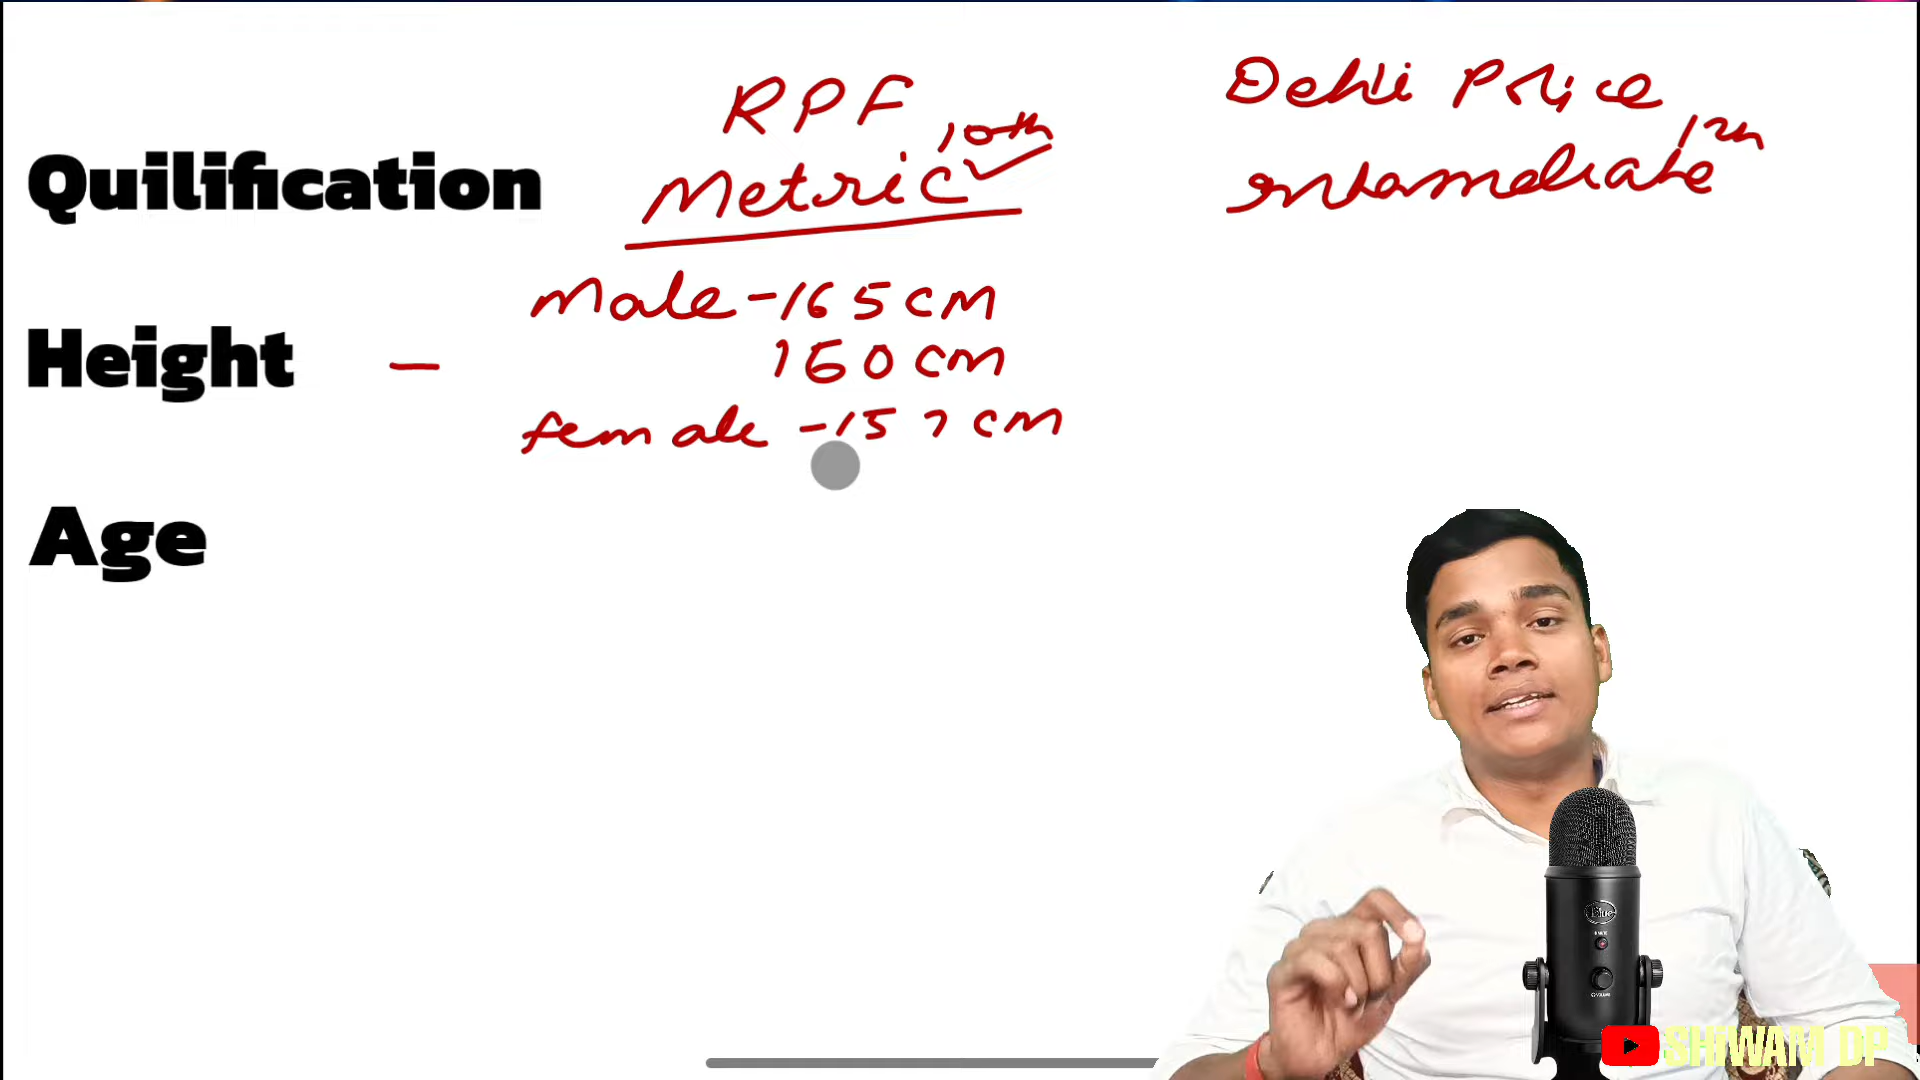 RPF
Delhi Police
10th
12th
Quilification
Metric
Intermediate
Male - 165 cm
Height - 160 cm
female - 157 cm
Age
Blue
SHIWAM DP